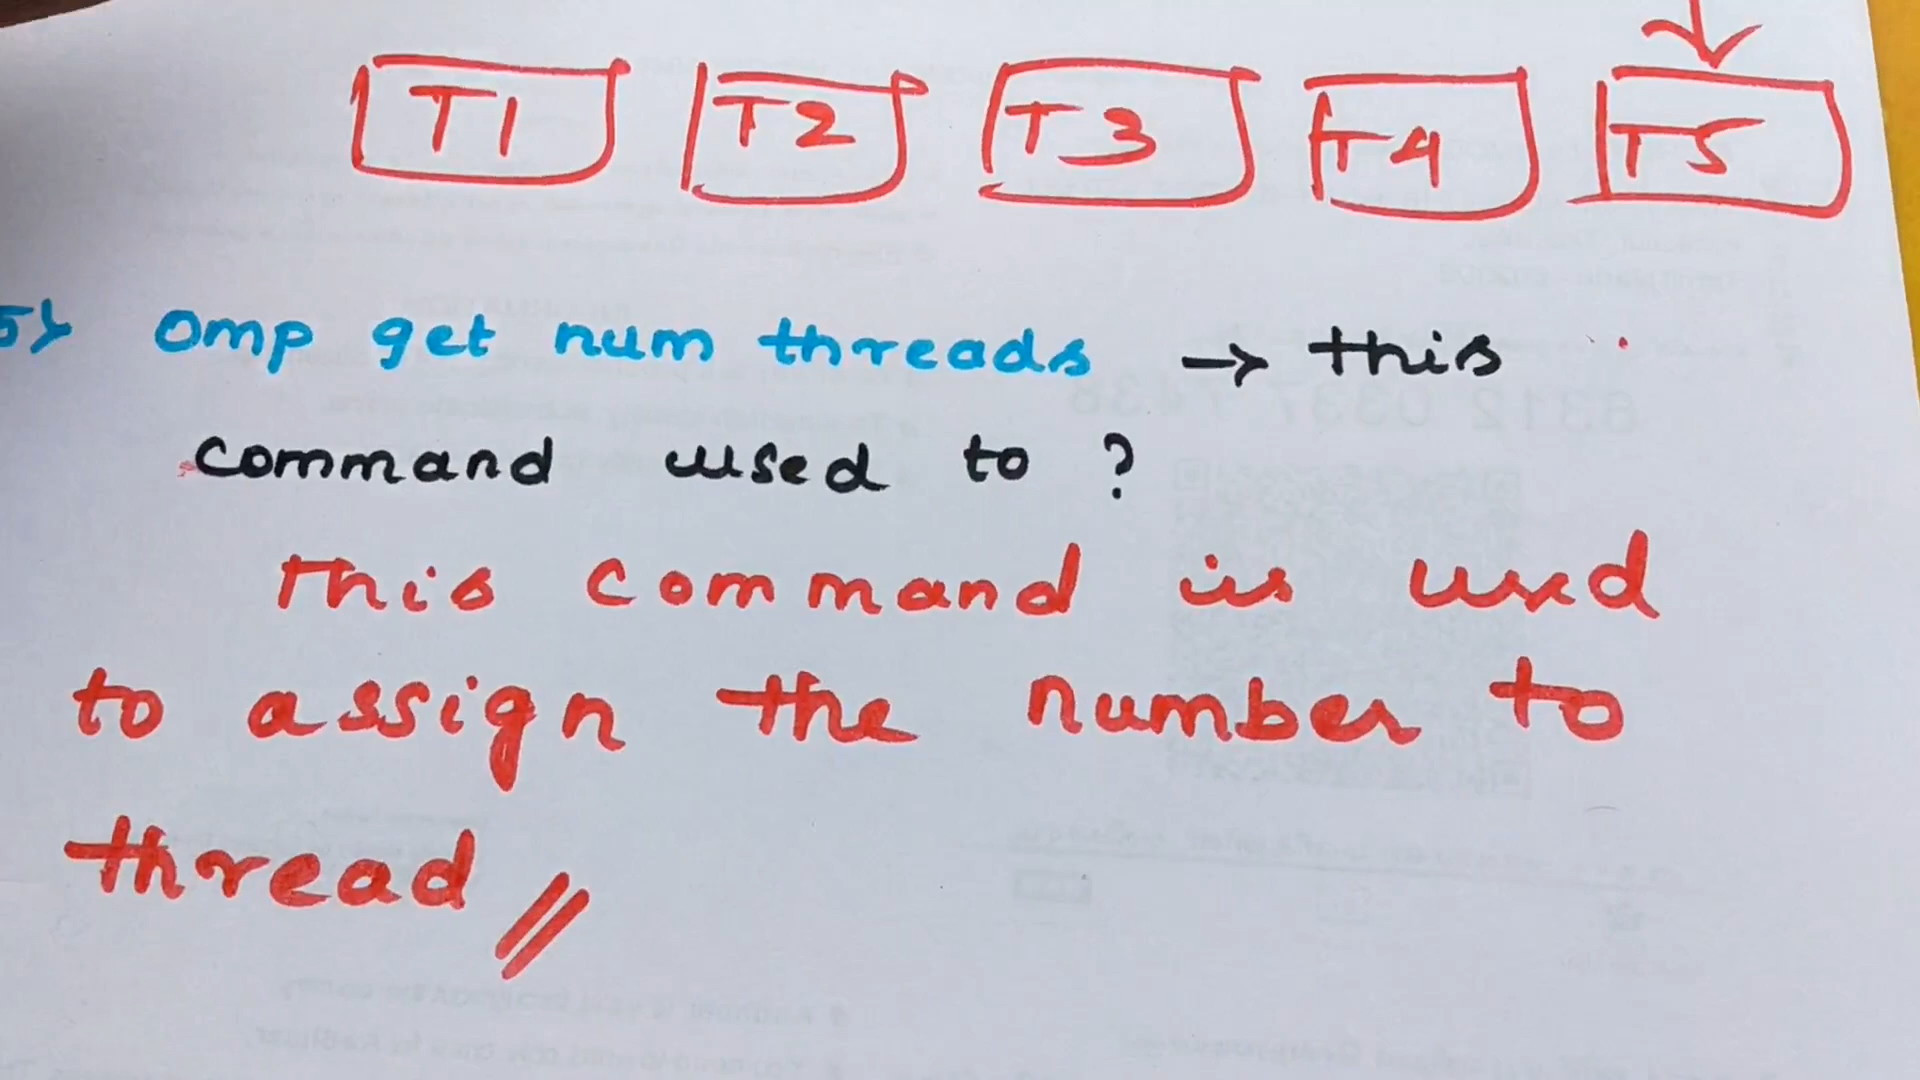 T1 T2 T3 T4 T5
5) omp get num threads → this
command used to ?
this command is used
to assign the number to
thread //